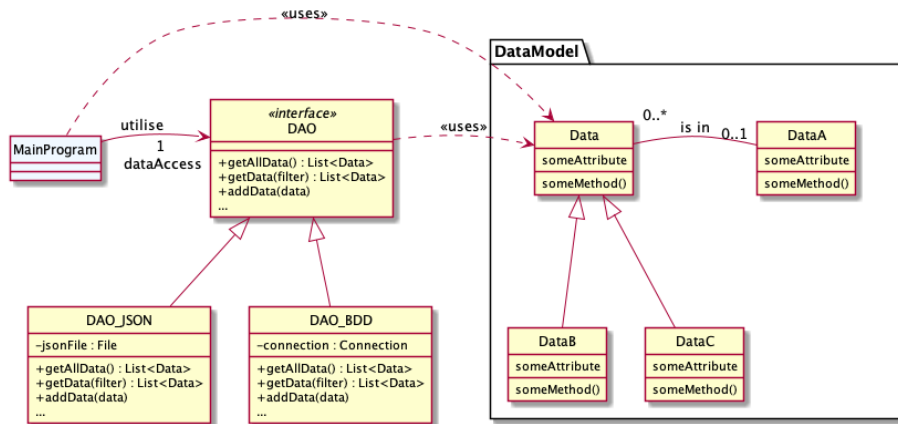 «uses»
DataModel
MainProgram
utilise
1
dataAccess
«interface»
DAO
+getAllData() : List<Data>
+getData(filter) : List<Data>
+addData(data)
...
«uses»
Data
someAttribute
someMethod()
0..*
is in
0..1
DataA
someAttribute
someMethod()
DAO_JSON
-jsonFile : File
+getAllData() : List<Data>
+getData(filter) : List<Data>
+addData(data)
...
DAO_BDD
-connection : Connection
+getAllData() : List<Data>
+getData(filter) : List<Data>
+addData(data)
...
DataB
someAttribute
someMethod()
DataC
someAttribute
someMethod()